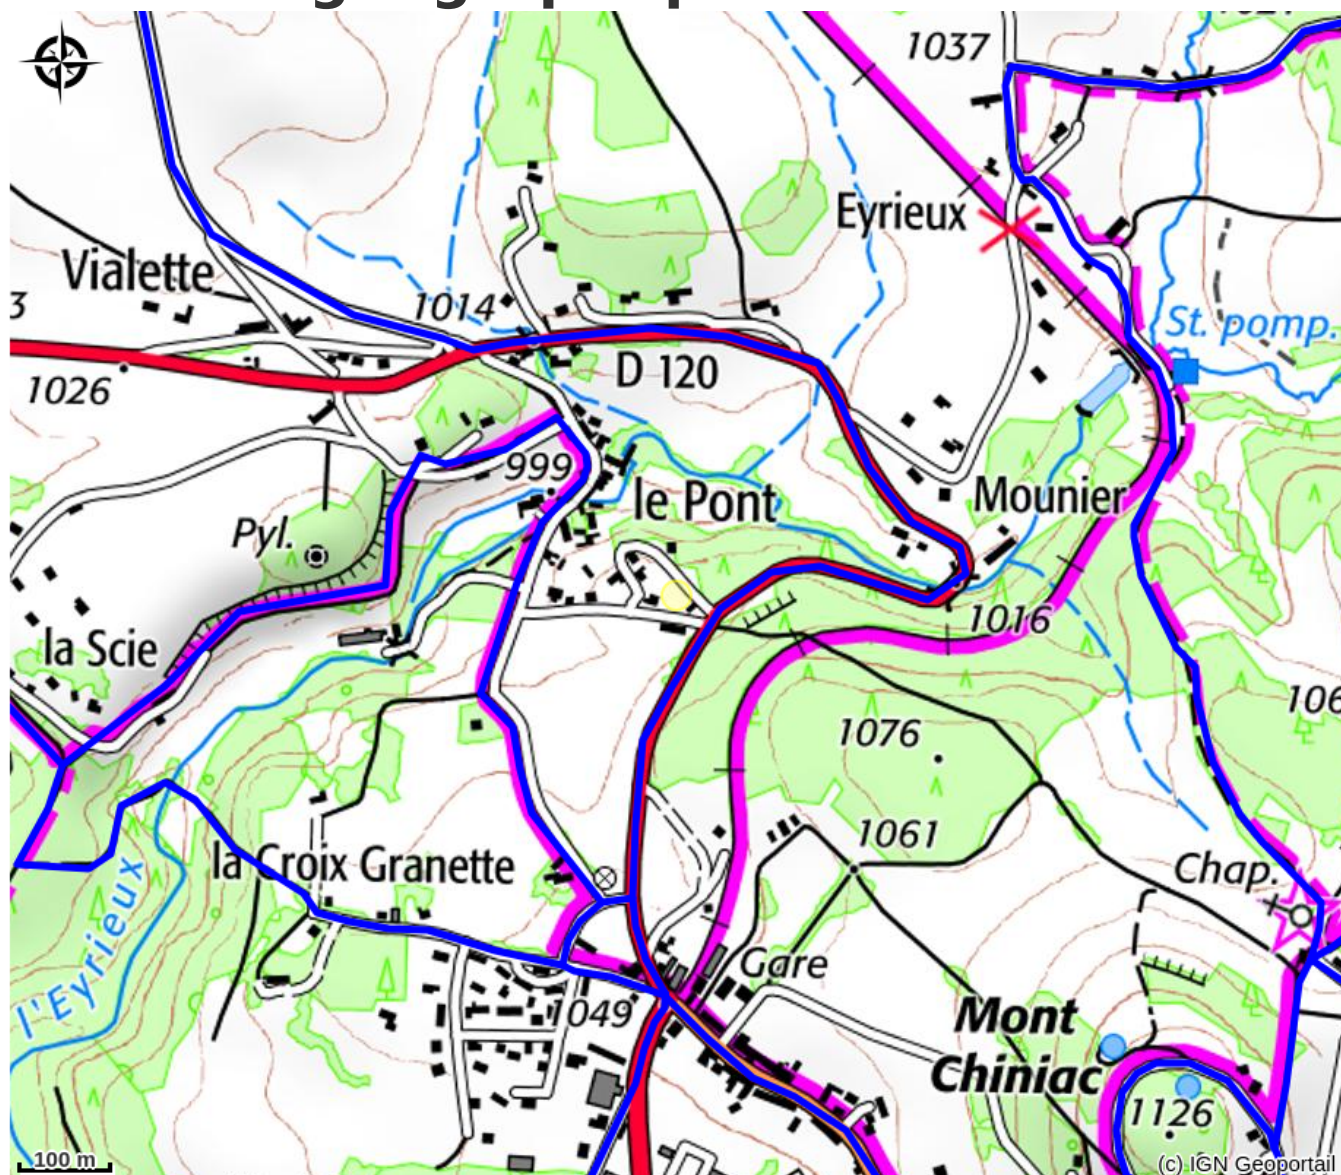 1037
Eyrieux
Vialette
1014
St. pomp.
D 120
1026
999
le Pont
Mounier
Pyl.
1016
la Scie
106
1076
1061
la Croix Granette
Chap.
l'Eyrieux
Gare
1049
Mont
Chiniac
1126
100 m
(c) IGN Geoportail